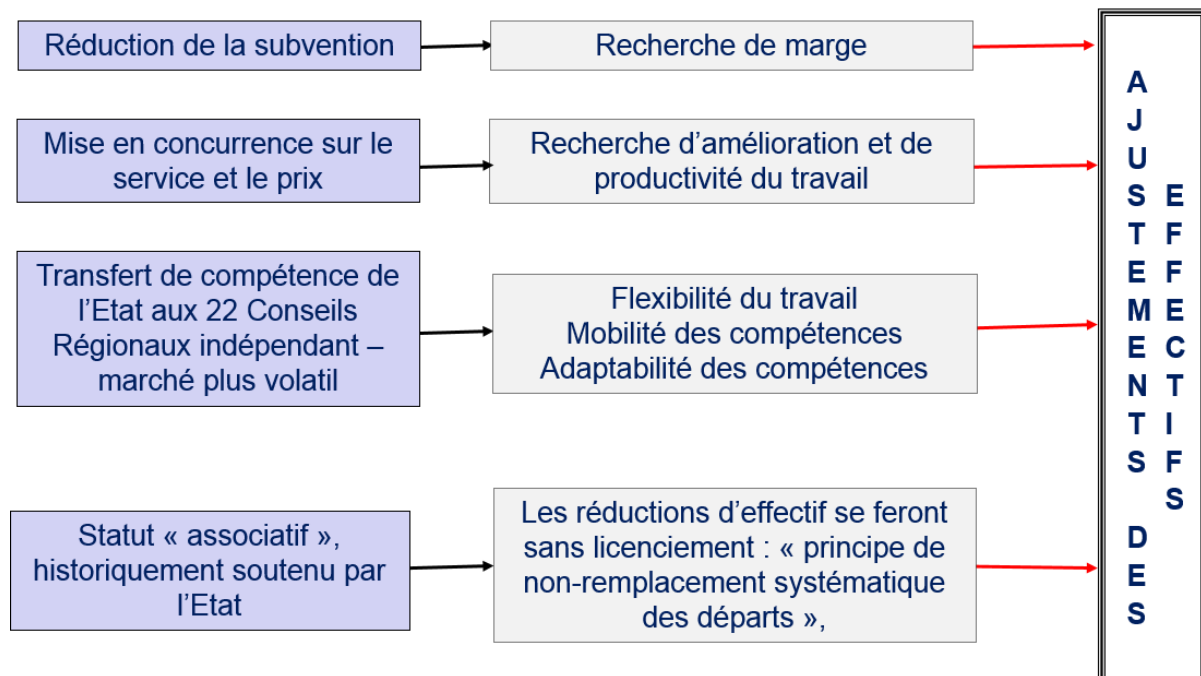 Réduction de la subvention
Recherche de marge
Mise en concurrence sur le
service et le prix
Recherche d’amélioration et de
productivité du travail
Transfert de compétence de
l’Etat aux 22 Conseils
Régionaux indépendant –
marché plus volatil
Flexibilité du travail
Mobilité des compétences
Adaptabilité des compétences
Statut « associatif »,
historiquement soutenu par
l’Etat
Les réductions d’effectif se feront
sans licenciement : « principe de
non-remplacement systématique
des départs »,
AJUSTEMENTS DES
EFFECTIFS